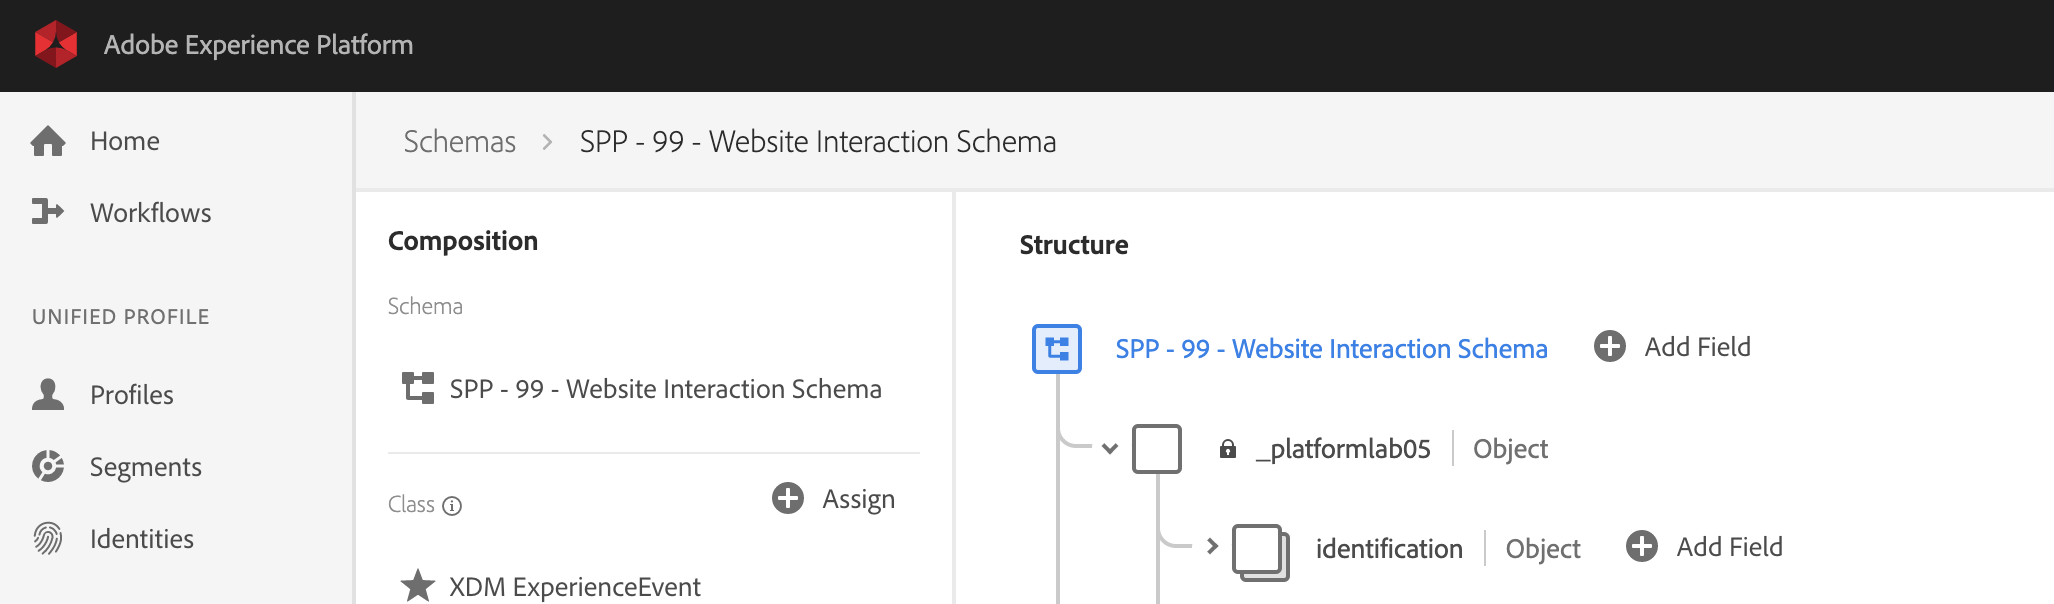 Adobe Experience Platform
Home
Workflows
UNIFIED PROFILE
Profiles
Segments
Identities
Schemas > SPP - 99 - Website Interaction Schema
Composition
Schema
SPP - 99 - Website Interaction Schema
Class
Assign
XDM ExperienceEvent
Structure
SPP - 99 - Website Interaction Schema Add Field
_platformlab05 Object
identification Object Add Field